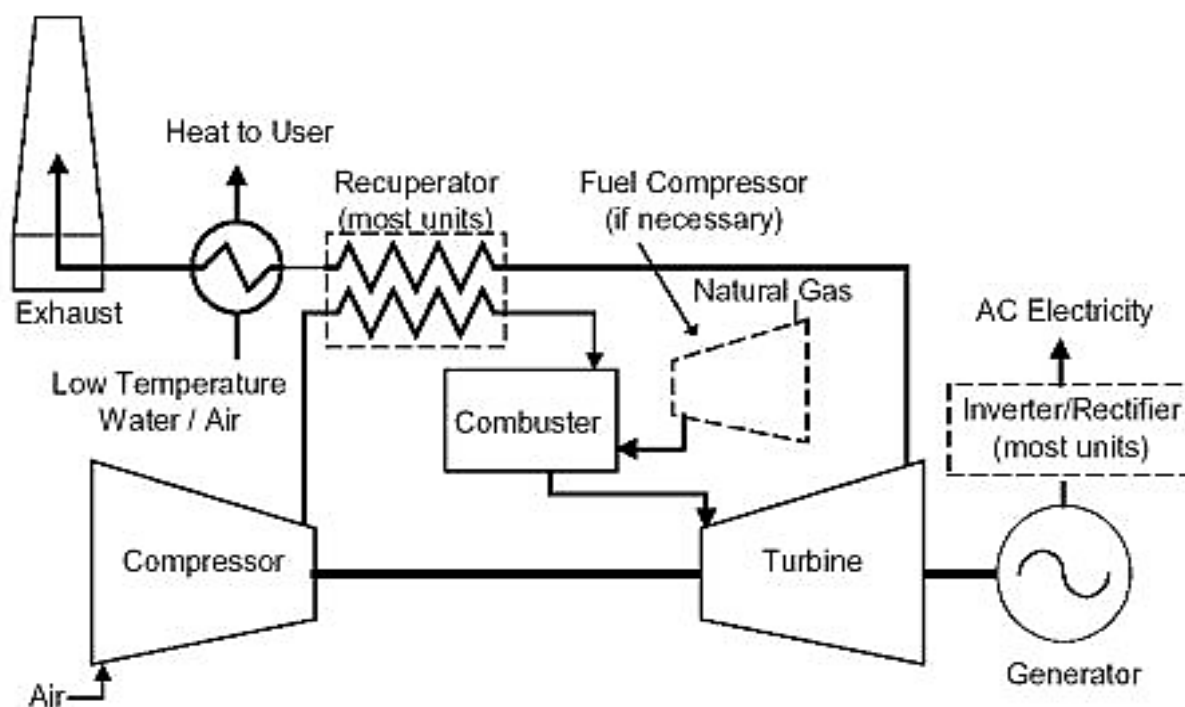 Heat to User
Recuperator
(most units)
Fuel Compressor
(if necessary)
Natural Gas
Exhaust
AC Electricity
Low Temperature
Water / Air
Combuster
Inverter/Rectifier
(most units)
Compressor
Turbine
Generator
Air